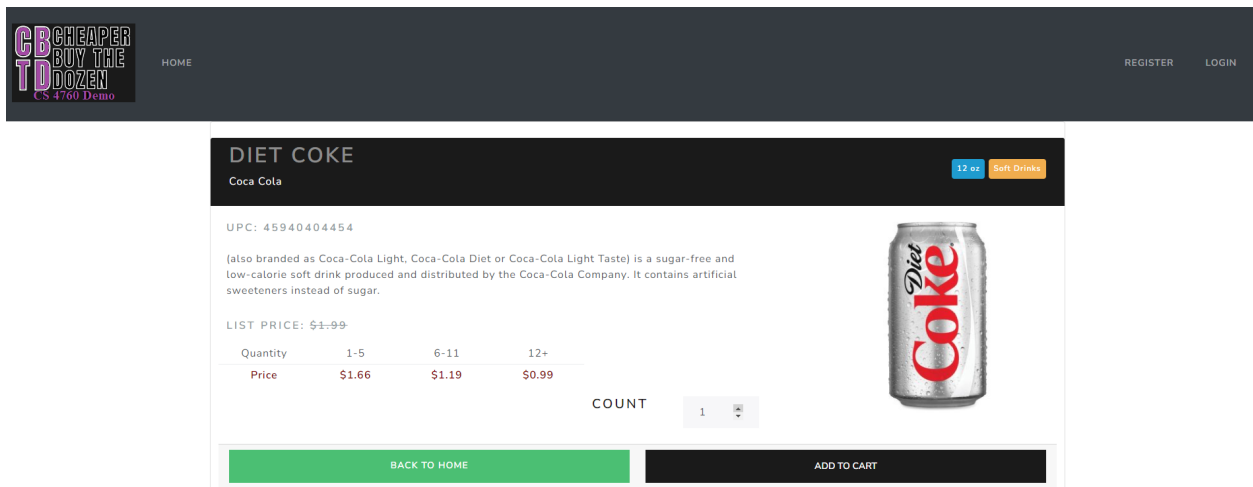 CB CHEAPER
BUY THE
TD DOZEN
CS 4760 Demo
HOME
REGISTER
LOGIN
DIET COKE
Coca Cola
12 oz
Soft Drinks
UPC: 45940404454
(also branded as Coca-Cola Light, Coca-Cola Diet or Coca-Cola Light Taste) is a sugar-free and
low-calorie soft drink produced and distributed by the Coca-Cola Company. It contains artificial
sweeteners instead of sugar.
LIST PRICE: $1.99
Quantity 1-5 6-11 12+
Price $1.66 $1.19 $0.99
COUNT 1
Diet
Coke
BACK TO HOME
ADD TO CART